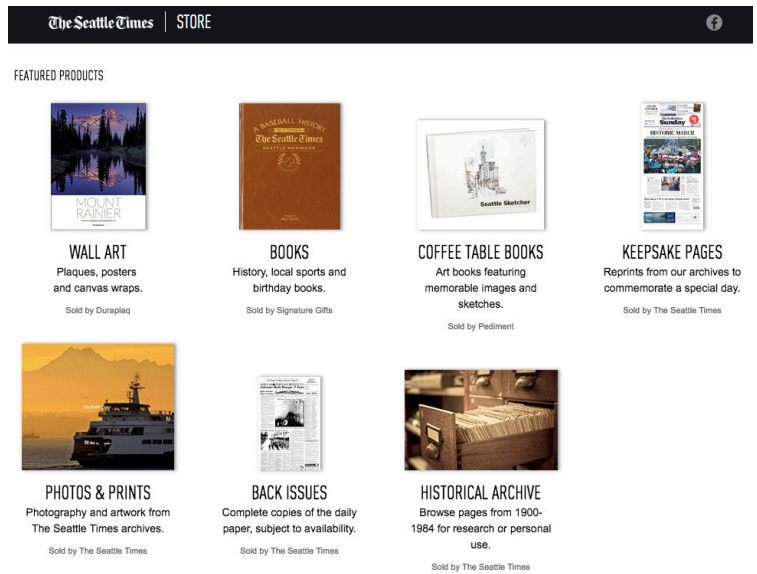 The Seattle Times STORE
FEATURED PRODUCTS
MOUNT
RAINIER
A BASEBALL HISTORY
The Seattle Times
SEATTLE MARINERS
Seattle Sketcher
Sunday
HISTORIC MARCH
WALL ART
Plaques, posters
and canvas wraps.
Sold by Duraplaq
BOOKS
History, local sports and
birthday books.
Sold by Signature Gifts
COFFEE TABLE BOOKS
Art books featuring
memorable images and
sketches.
Sold by Pediment
KEEPSAKE PAGES
Reprints from our archives to
commemorate a special day.
Sold by The Seattle Times
PHOTOS & PRINTS
Photography and artwork from
The Seattle Times archives.
Sold by The Seattle Times
BACK ISSUES
Complete copies of the daily
paper, subject to availability.
Sold by The Seattle Times
HISTORICAL ARCHIVE
Browse pages from 1900-
1984 for research or personal
use.
Sold by The Seattle Times